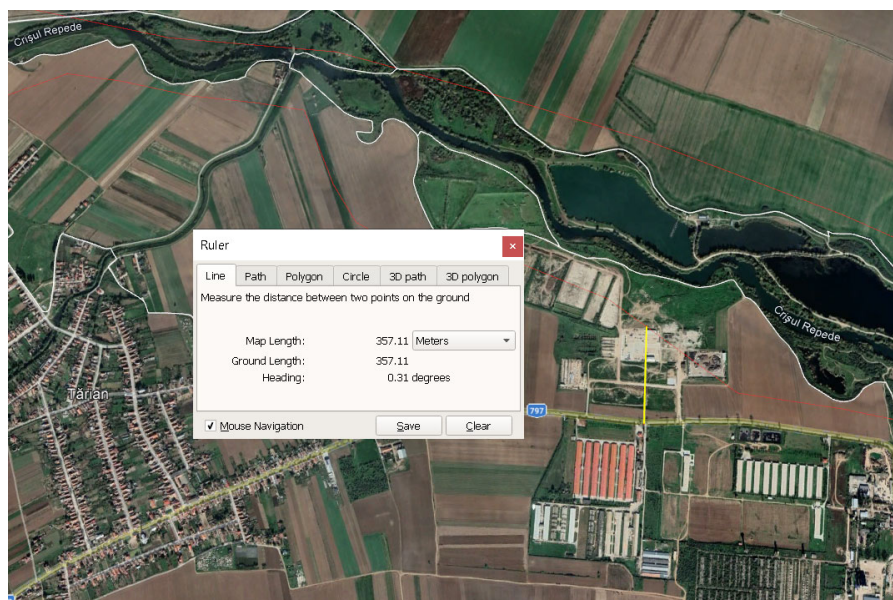 Crișul Repede
Ruler
Line Path Polygon Circle 3D path 3D polygon
Measure the distance between two points on the ground
Map Length: 357.11 Meters
Ground Length: 357.11
Heading: 0.31 degrees
Mouse Navigation Save Clear
Crișul Repede
Tărian
797